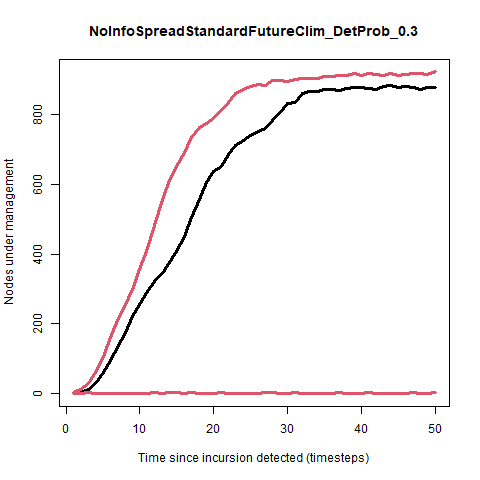 NoInfoSpreadStandardFutureClim_DetProb_0.3
Nodes under management
800
600
400
200
0
0 10 20 30 40 50
Time since incursion detected (timesteps)